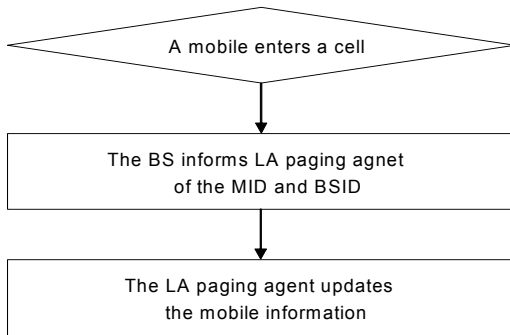 A mobile enters a cell
The BS informs LA paging agnet
of the MID and BSID
The LA paging agent updates
the mobile information